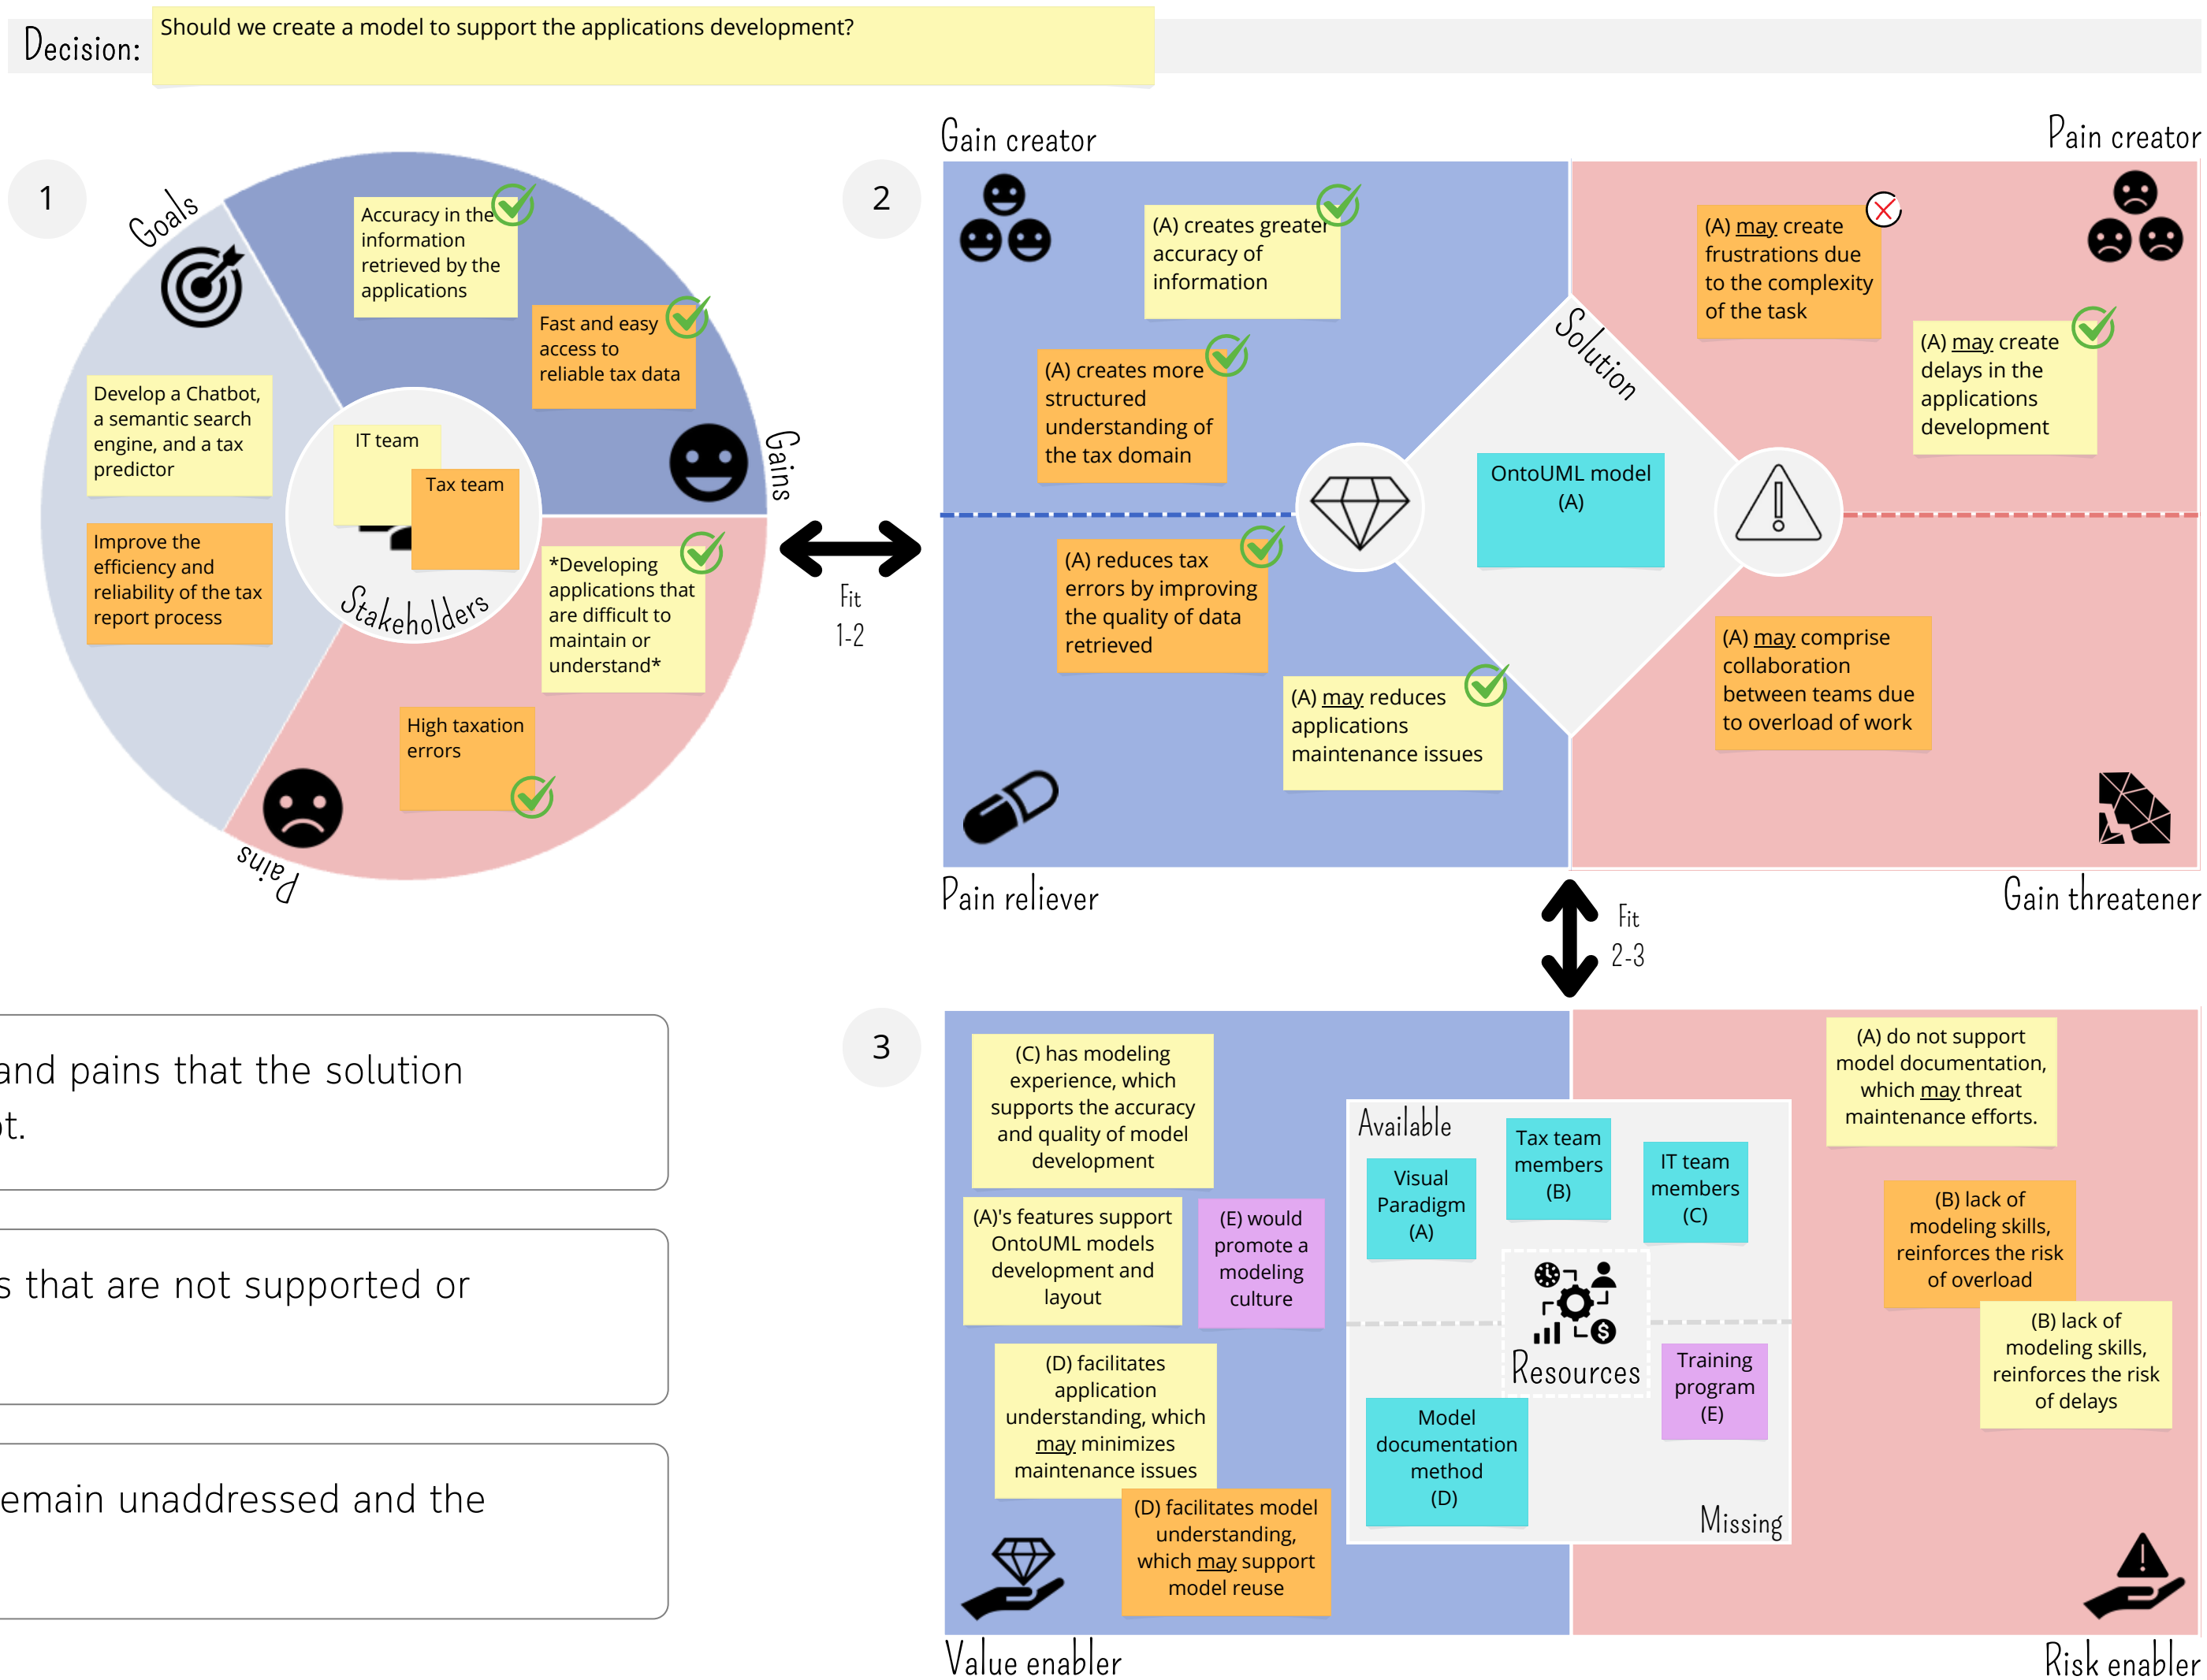 Decision:
Should we create a model to support the applications development?
1
Goals
Accuracy in the
information
retrieved by the
applications
Fast and easy
access to
reliable tax data
Gains
Develop a Chatbot,
a semantic search
engine, and a tax
predictor
Improve the
efficiency and
reliability of the tax
report process
IT team
Tax team
Stakeholders
*Developing
applications that
are difficult to
maintain or
understand*
High taxation
errors
Pains
Fit
1-2
2
Gain creator
Pain creator
(A) creates greater
accuracy of
information
(A) creates more
structured
understanding of
the tax domain
(A) may create
frustrations due
to the complexity
of the task
(A) may create
delays in the
applications
development
Solution
OntoUML model
(A)
(A) reduces tax
errors by improving
the quality of data
retrieved
(A) may reduces
applications
maintenance issues
(A) may comprise
collaboration
between teams due
to overload of work
Pain reliever
Gain threatener
Fit
2-3
and pains that the solution
s that are not supported or
emain unaddressed and the
3
(C) has modeling
experience, which
supports the accuracy
and quality of model
development
(A)'s features support
OntoUML models
development and
layout
(E) would
promote a
modeling
culture
(D) facilitates
application
understanding, which
may minimizes
maintenance issues
(D) facilitates model
understanding,
which may support
model reuse
Available
Visual
Paradigm
(A)
Tax team
members
(B)
IT team
members
(C)
Resources
Training
program
(E)
Model
documentation
method
(D)
Missing
(A) do not support
model documentation,
which may threat
maintenance efforts.
(B) lack of
modeling skills,
reinforces the risk
of overload
(B) lack of
modeling skills,
reinforces the risk
of delays
Value enabler
Risk enabler